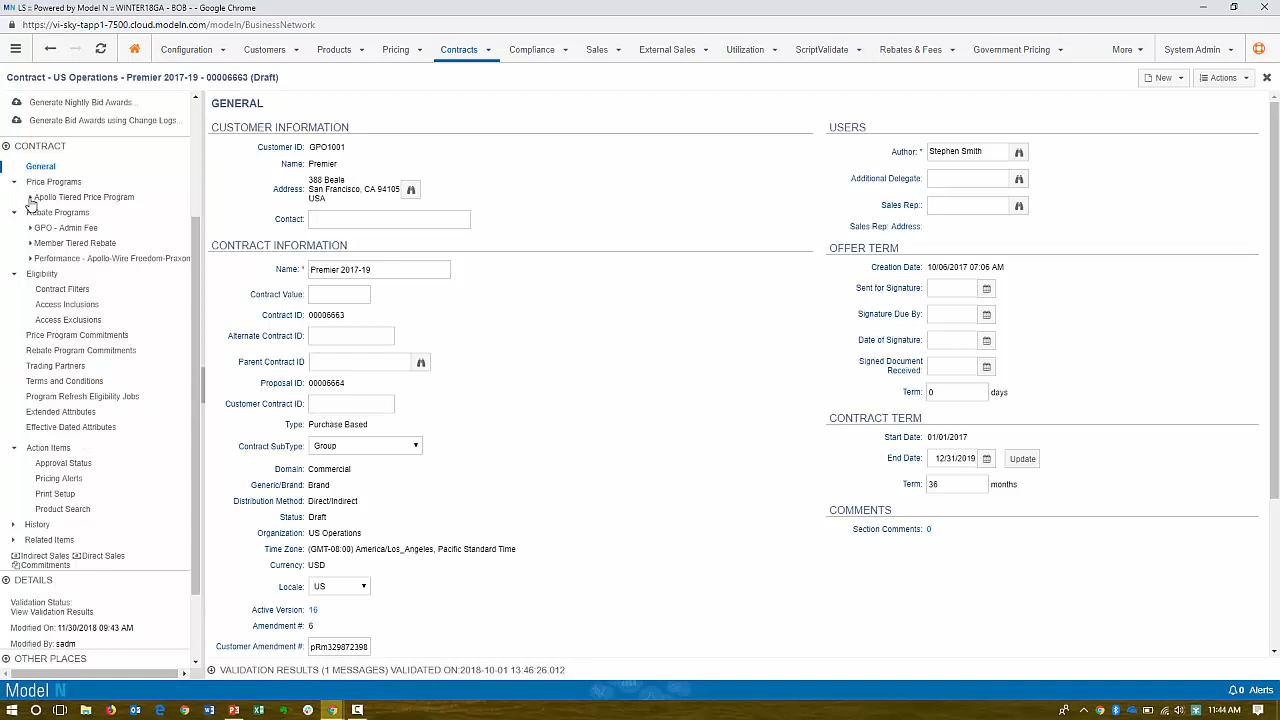 LS :: Powered by Model N :: WINTER18GA - BOB - - Google Chrome
https://vi-sky-tapp1-7500.cloud.modeln.com/modeln/BusinessNetwork
Configuration Customers Products Pricing Contracts Compliance Sales External Sales Utilization ScriptValidate Rebates & Fees Government Pricing More System Admin
Contract - US Operations - Premier 2017-19 - 00006663 (Draft)
New Actions
Generate Nightly Bid Awards...
Generate Bid Awards using Change Logs...
CONTRACT
General
Price Programs
Apollo Tiered Price Program
Rebate Programs
GPO - Admin Fee
Member Tiered Rebate
Performance - Apollo-Wire Freedom-Praxon
Eligibility
Contract Filters
Access Inclusions
Access Exclusions
Price Program Commitments
Rebate Program Commitments
Trading Partners
Terms and Conditions
Program Refresh Eligibility Jobs
Extended Attributes
Effective Dated Attributes
Action Items
Approval Status
Pricing Alerts
Print Setup
Product Search
History
Related Items
Indirect Sales Direct Sales
Commitments
DETAILS
Validation Status:
View Validation Results
Modified On: 11/30/2018 09:43 AM
Modified By: sadm
OTHER PLACES
GENERAL
CUSTOMER INFORMATION
Customer ID: GPO1001
Name: Premier
Address: 388 Beale
San Francisco, CA 94105
USA
Contact:
CONTRACT INFORMATION
Name: * Premier 2017-19
Contract Value:
Contract ID: 00006663
Alternate Contract ID:
Parent Contract ID
Proposal ID: 00006664
Customer Contract ID:
Type: Purchase Based
Contract SubType: Group
Domain: Commercial
Generic/Brand: Brand
Distribution Method: Direct/Indirect
Status: Draft
Organization: US Operations
Time Zone: (GMT-08:00) America/Los_Angeles, Pacific Standard Time
Currency: USD
Locale: US
Active Version: 16
Amendment #: 6
Customer Amendment #: pRm329872398
USERS
Author: * Stephen Smith
Additional Delegate:
Sales Rep::
Sales Rep: Address:
OFFER TERM
Creation Date: 10/06/2017 07:06 AM
Sent for Signature:
Signature Due By:
Date of Signature:
Signed Document
Received:
Term: 0 days
CONTRACT TERM
Start Date: 01/01/2017
End Date: 12/31/2019 Update
Term: 36 months
COMMENTS
Section Comments: 0
VALIDATION RESULTS (1 MESSAGES) VALIDATED ON:2018-10-01 13:46:26.012
Model N
0 Alerts
11:44 AM